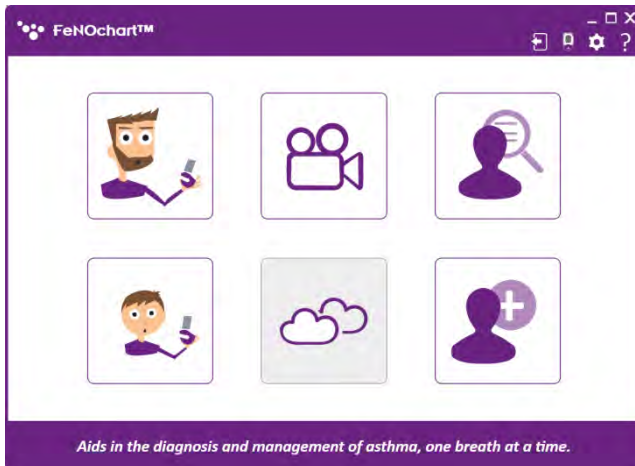 FeNOchart™
Aids in the diagnosis and management of asthma, one breath at a time.